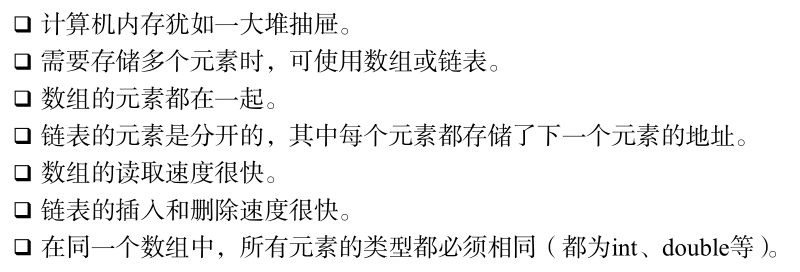 ❏ 计算机内存犹如一大堆抽屉。
❏ 需要存储多个元素时，可使用数组或链表。
❏ 数组的元素都在一起。
❏ 链表的元素是分开的，其中每个元素都存储了下一个元素的地址。
❏ 数组的读取速度很快。
❏ 链表的插入和删除速度很快。
❏ 在同一个数组中，所有元素的类型都必须相同（都为int、double等）。